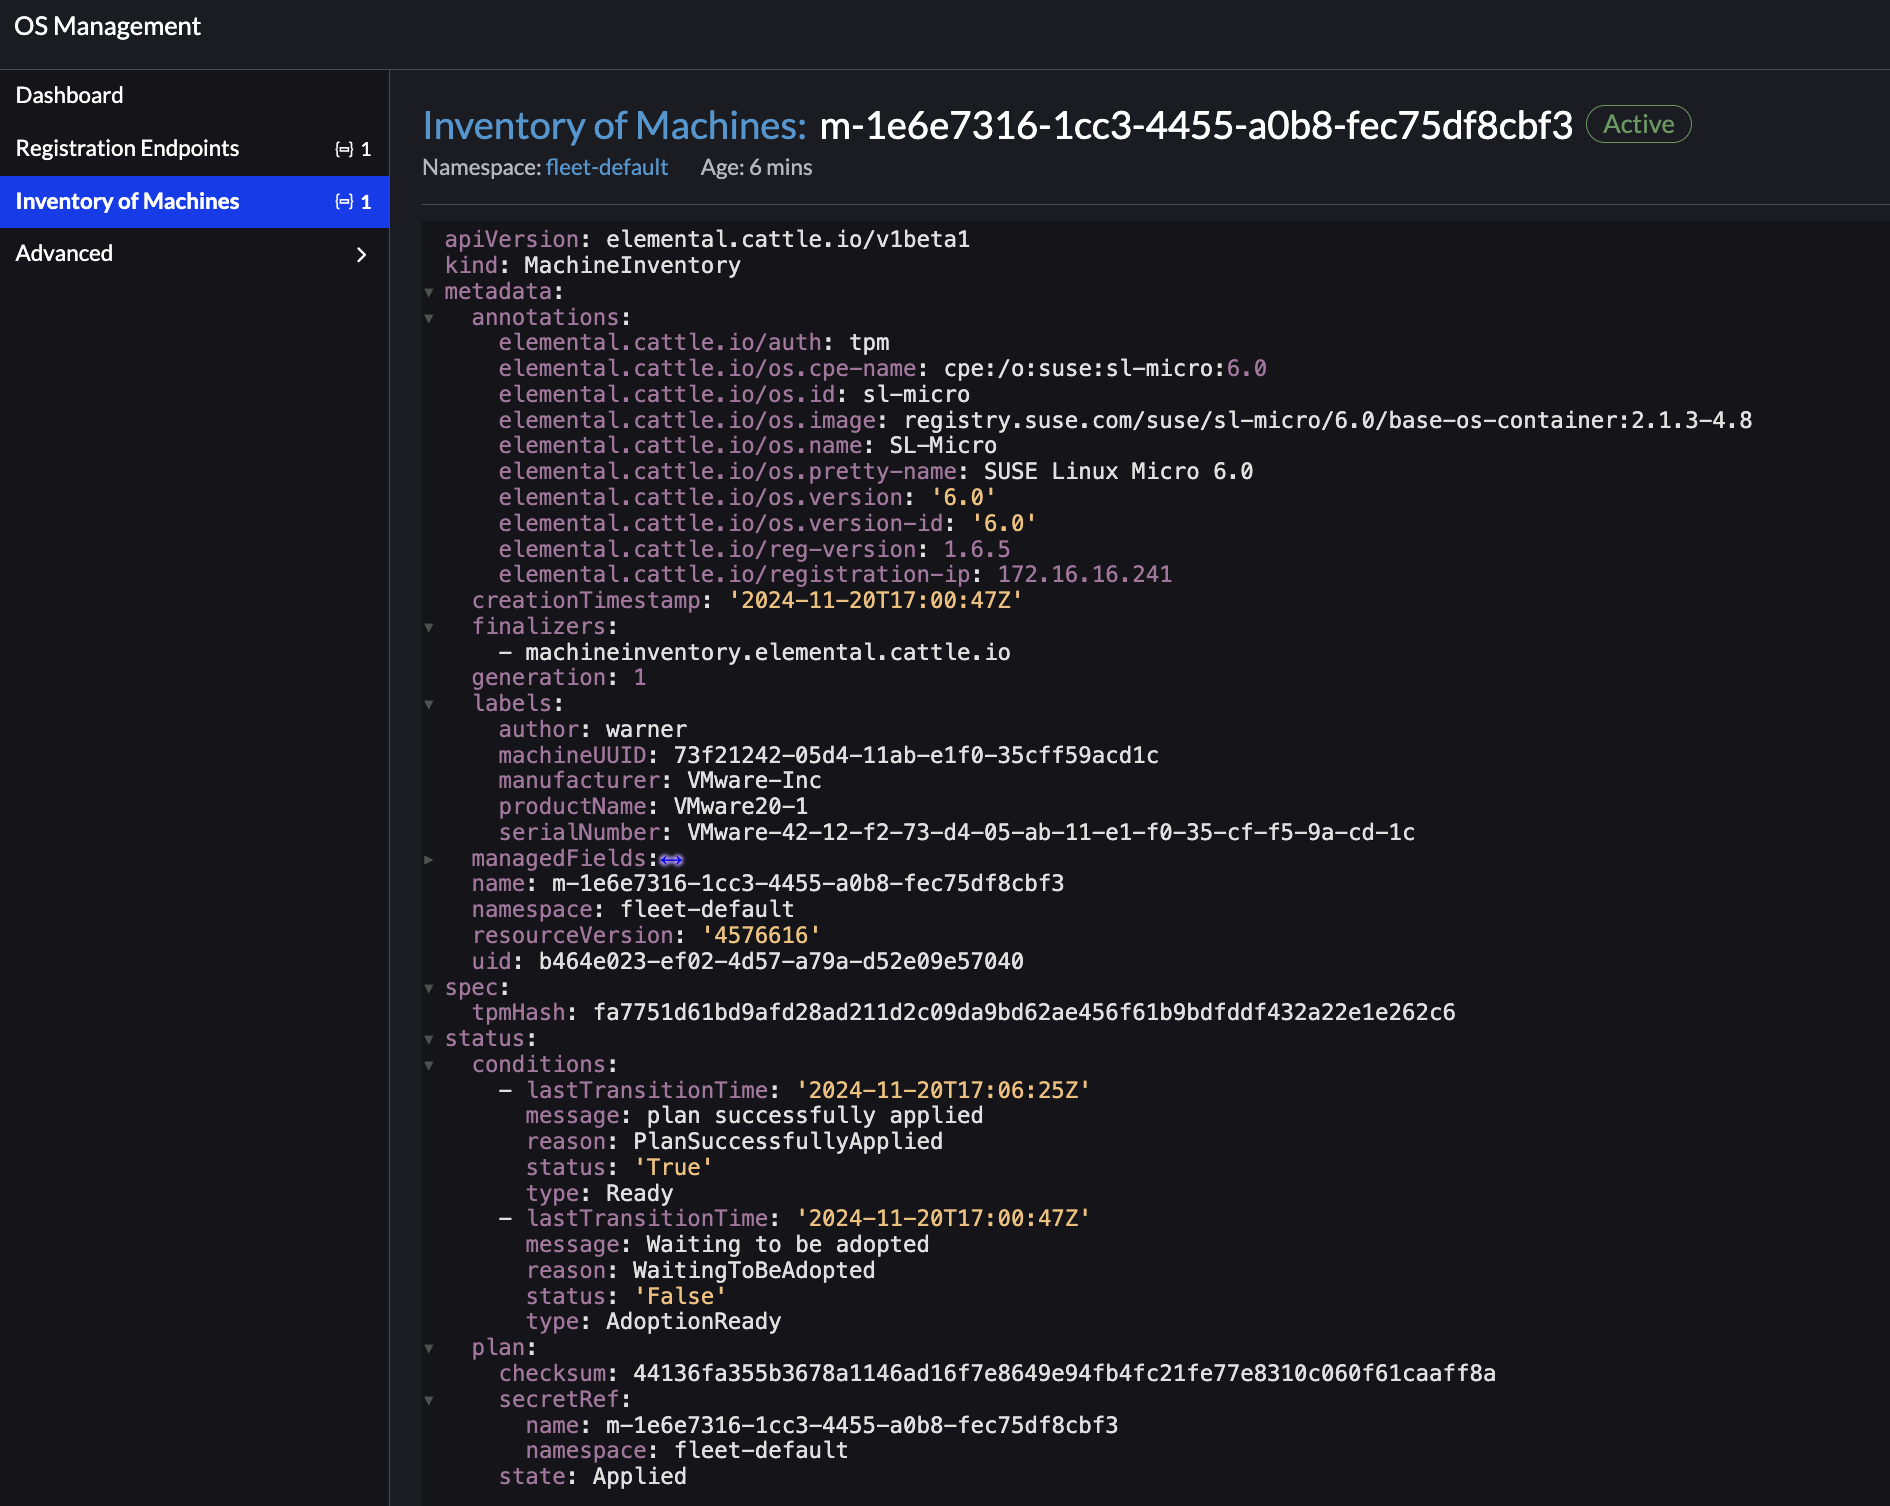 OS Management
Dashboard
Registration Endpoints 1
Inventory of Machines 1
Advanced
Inventory of Machines: m-1e6e7316-1cc3-4455-a0b8-fec75df8cbf3 Active
Namespace: fleet-default Age: 6 mins
apiVersion: elemental.cattle.io/v1beta1
kind: MachineInventory
metadata:
  annotations:
    elemental.cattle.io/auth: tpm
    elemental.cattle.io/os.cpe-name: cpe:/o:suse:sl-micro:6.0
    elemental.cattle.io/os.id: sl-micro
    elemental.cattle.io/os.image: registry.suse.com/suse/sl-micro/6.0/base-os-container:2.1.3-4.8
    elemental.cattle.io/os.name: SL-Micro
    elemental.cattle.io/os.pretty-name: SUSE Linux Micro 6.0
    elemental.cattle.io/os.version: '6.0'
    elemental.cattle.io/os.version-id: '6.0'
    elemental.cattle.io/reg-version: 1.6.5
    elemental.cattle.io/registration-ip: 172.16.16.241
  creationTimestamp: '2024-11-20T17:00:47Z'
  finalizers:
    - machineinventory.elemental.cattle.io
  generation: 1
  labels:
    author: warner
    machineUUID: 73f21242-05d4-11ab-e1f0-35cff59acd1c
    manufacturer: VMware-Inc
    productName: VMware20-1
    serialNumber: VMware-42-12-f2-73-d4-05-ab-11-e1-f0-35-cf-f5-9a-cd-1c
  managedFields:↔
  name: m-1e6e7316-1cc3-4455-a0b8-fec75df8cbf3
  namespace: fleet-default
  resourceVersion: '4576616'
  uid: b464e023-ef02-4d57-a79a-d52e09e57040
spec:
  tpmHash: fa7751d61bd9afd28ad211d2c09da9bd62ae456f61b9bdfddf432a22e1e262c6
status:
  conditions:
    - lastTransitionTime: '2024-11-20T17:06:25Z'
      message: plan successfully applied
      reason: PlanSuccessfullyApplied
      status: 'True'
      type: Ready
    - lastTransitionTime: '2024-11-20T17:00:47Z'
      message: Waiting to be adopted
      reason: WaitingToBeAdopted
      status: 'False'
      type: AdoptionReady
  plan:
    checksum: 44136fa355b3678a1146ad16f7e8649e94fb4fc21fe77e8310c060f61caaff8a
    secretRef:
      name: m-1e6e7316-1cc3-4455-a0b8-fec75df8cbf3
      namespace: fleet-default
    state: Applied